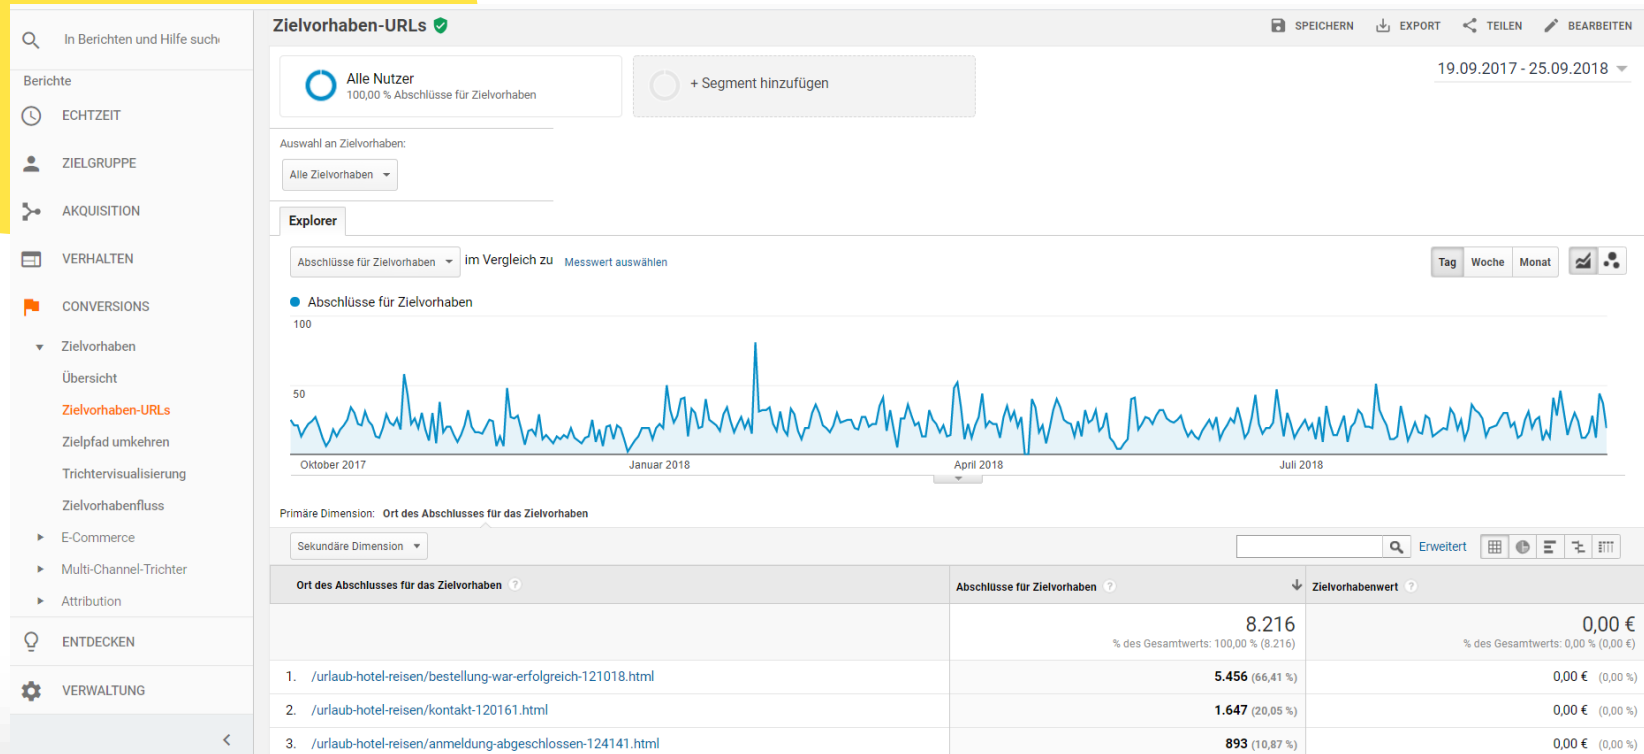 In Berichten und Hilfe such
Berichte
ECHTZEIT
ZIELGRUPPE
AKQUISITION
VERHALTEN
CONVERSIONS
Zielvorhaben
Übersicht
Zielvorhaben-URLs
Zielpfad umkehren
Trichtervisualisierung
Zielvorhabenfluss
E-Commerce
Multi-Channel-Trichter
Attribution
ENTDECKEN
VERWALTUNG
Zielvorhaben-URLs
SPEICHERN EXPORT TEILEN BEARBEITEN
Alle Nutzer
100,00 % Abschlüsse für Zielvorhaben
+ Segment hinzufügen
19.09.2017 - 25.09.2018
Auswahl an Zielvorhaben:
Alle Zielvorhaben
Explorer
Abschlüsse für Zielvorhaben im Vergleich zu Messwert auswählen
Tag Woche Monat
Abschlüsse für Zielvorhaben
100
50
Oktober 2017 Januar 2018 April 2018 Juli 2018
Primäre Dimension: Ort des Abschlusses für das Zielvorhaben
Sekundäre Dimension
Erweitert
Ort des Abschlusses für das Zielvorhaben ? Abschlüsse für Zielvorhaben ? Zielvorhabenwert ?
8.216 0,00 €
% des Gesamtwerts: 100,00 % (8.216) % des Gesamtwerts: 0,00 % (0,00 €)
1. /urlaub-hotel-reisen/bestellung-war-erfolgreich-121018.html 5.456 (66,41 %) 0,00 € (0,00 %)
2. /urlaub-hotel-reisen/kontakt-120161.html 1.647 (20,05 %) 0,00 € (0,00 %)
3. /urlaub-hotel-reisen/anmeldung-abgeschlossen-124141.html 893 (10,87 %) 0,00 € (0,00 %)